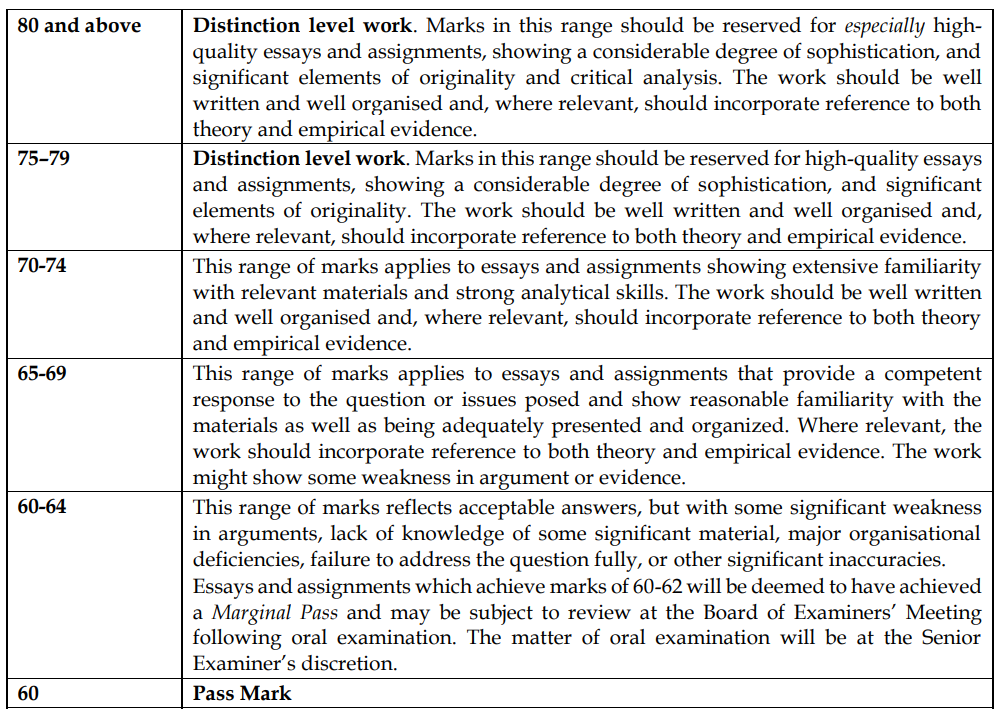 80 and above
Distinction level work. Marks in this range should be reserved for especially high-
quality essays and assignments, showing a considerable degree of sophistication, and
significant elements of originality and critical analysis. The work should be well
written and well organised and, where relevant, should incorporate reference to both
theory and empirical evidence.
75–79
Distinction level work. Marks in this range should be reserved for high-quality essays
and assignments, showing a considerable degree of sophistication, and significant
elements of originality. The work should be well written and well organised and,
where relevant, should incorporate reference to both theory and empirical evidence.
70-74
This range of marks applies to essays and assignments showing extensive familiarity
with relevant materials and strong analytical skills. The work should be well written
and well organised and, where relevant, should incorporate reference to both theory
and empirical evidence.
65-69
This range of marks applies to essays and assignments that provide a competent
response to the question or issues posed and show reasonable familiarity with the
materials as well as being adequately presented and organized. Where relevant, the
work should incorporate reference to both theory and empirical evidence. The work
might show some weakness in argument or evidence.
60-64
This range of marks reflects acceptable answers, but with some significant weakness
in arguments, lack of knowledge of some significant material, major organisational
deficiencies, failure to address the question fully, or other significant inaccuracies.
Essays and assignments which achieve marks of 60-62 will be deemed to have achieved
a Marginal Pass and may be subject to review at the Board of Examiners’ Meeting
following oral examination. The matter of oral examination will be at the Senior
Examiner’s discretion.
60
Pass Mark